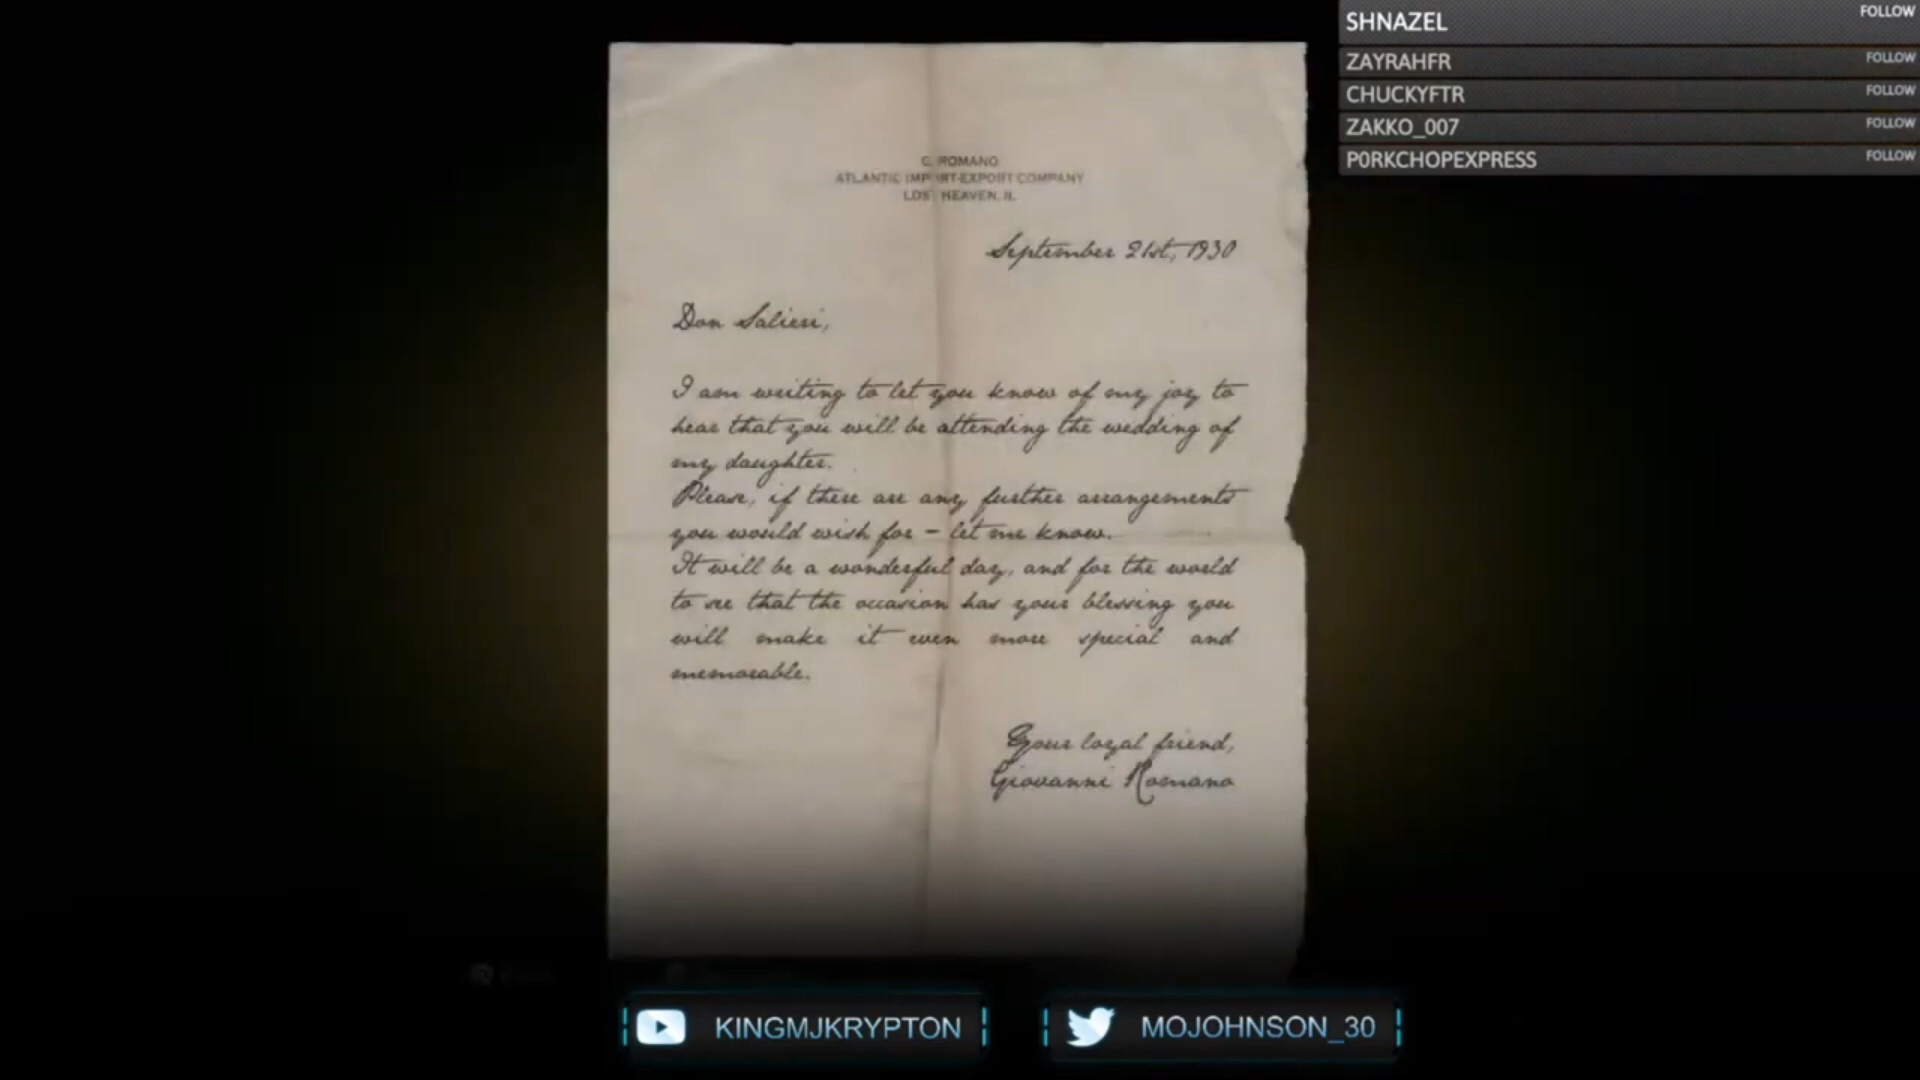 SHNAZEL FOLLOW
ZAYRAHFR FOLLOW
CHUCKYFTR FOLLOW
ZAKKO_007 FOLLOW
P0RKCHOPEXPRESS FOLLOW
G. ROMANO
ATLANTIC IMPORT-EXPORT COMPANY
LOST HEAVEN, IL
September 21st, 1930
Don Salieri,
I am writing to let you know of my joy to
hear that you will be attending the wedding of
my daughter.
Please, if there are any further arrangements
you would wish for – let me know.
It will be a wonderful day, and for the world
to see that the occasion has your blessing you
will make it even more special and
memorable.
Your loyal friend,
Giovanni Romano
KINGMJKRYPTON
MOJOHNSON_30